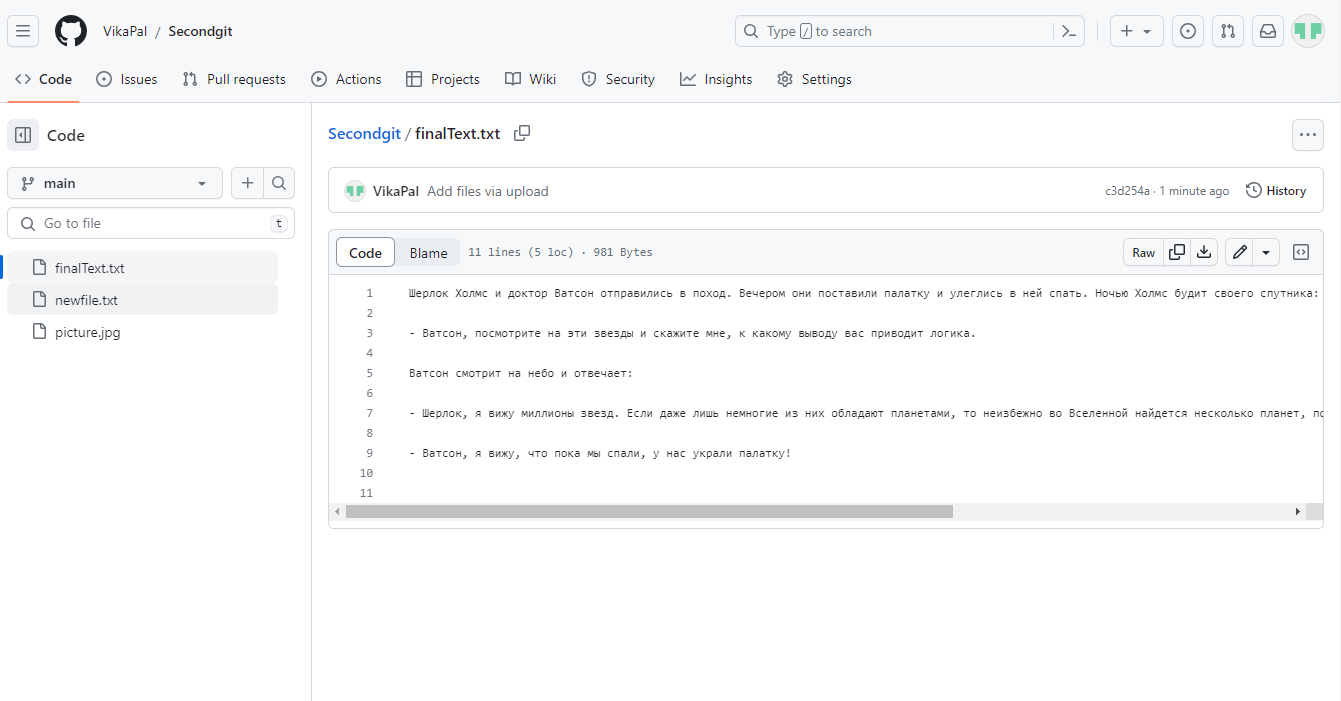 VikaPal / Secondgit
Type / to search
Code
Issues
Pull requests
Actions
Projects
Wiki
Security
Insights
Settings
Code
main
Go to file
t
finalText.txt
newfile.txt
picture.jpg
Secondgit / finalText.txt
VikaPal Add files via upload
c3d254a · 1 minute ago
History
Code Blame 11 lines (5 loc) · 981 Bytes
Raw
1 Шерлок Холмс и доктор Ватсон отправились в поход. Вечером они поставили палатку и улеглись в ней спать. Ночью Холмс будит своего спутника:
2
3 - Ватсон, посмотрите на эти звезды и скажите мне, к какому выводу вас приводит логика.
4
5 Ватсон смотрит на небо и отвечает:
6
7 - Шерлок, я вижу миллионы звезд. Если даже лишь немногие из них обладают планетами, то неизбежно во Вселенной найдется несколько планет,
8
9 - Ватсон, я вижу, что пока мы спали, у нас украли палатку!
10
11